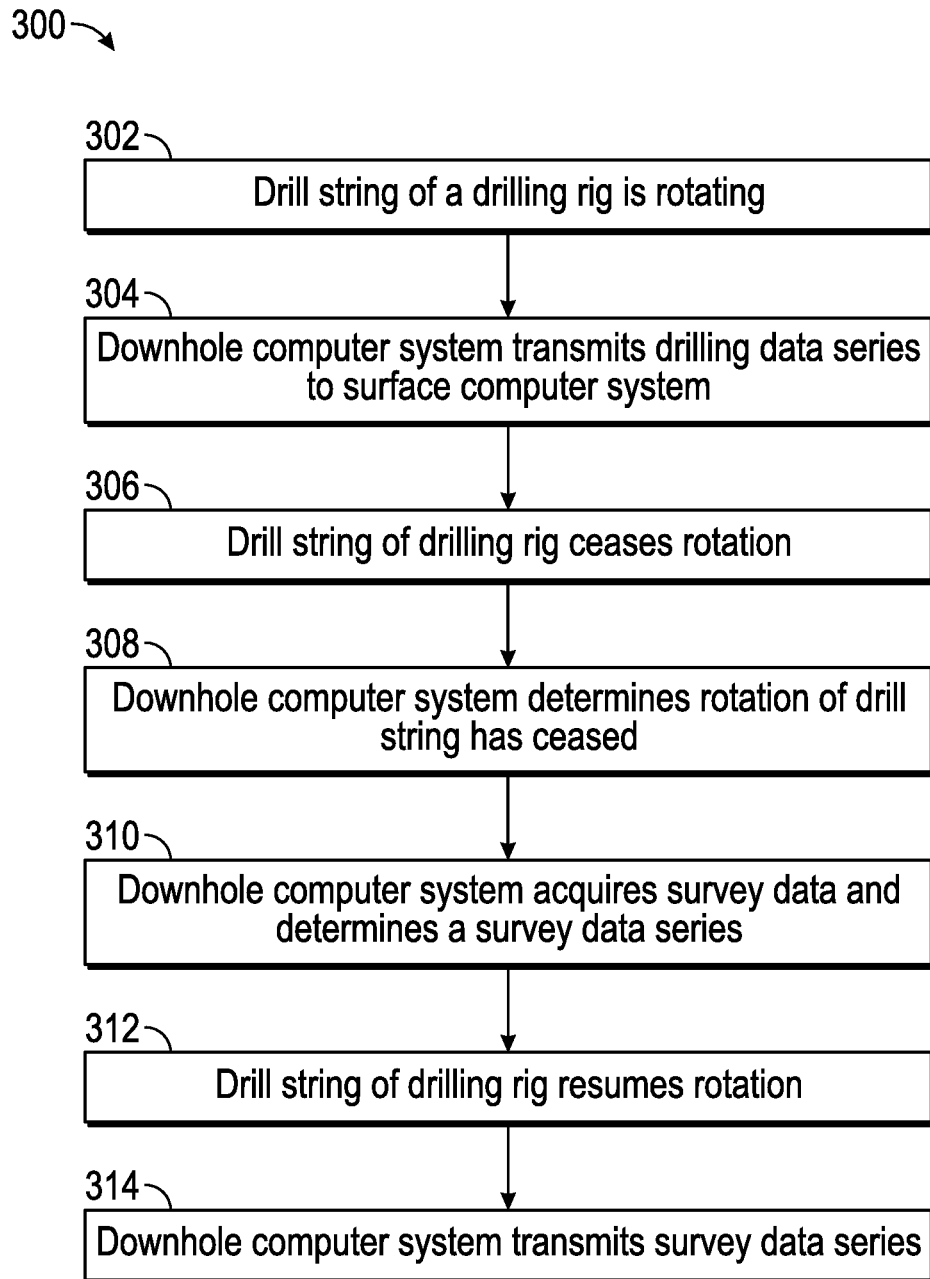 300
302
Drill string of a drilling rig is rotating
304
Downhole computer system transmits drilling data series
to surface computer system
306
Drill string of drilling rig ceases rotation
308
Downhole computer system determines rotation of drill
string has ceased
310
Downhole computer system acquires survey data and
determines a survey data series
312
Drill string of drilling rig resumes rotation
314
Downhole computer system transmits survey data series